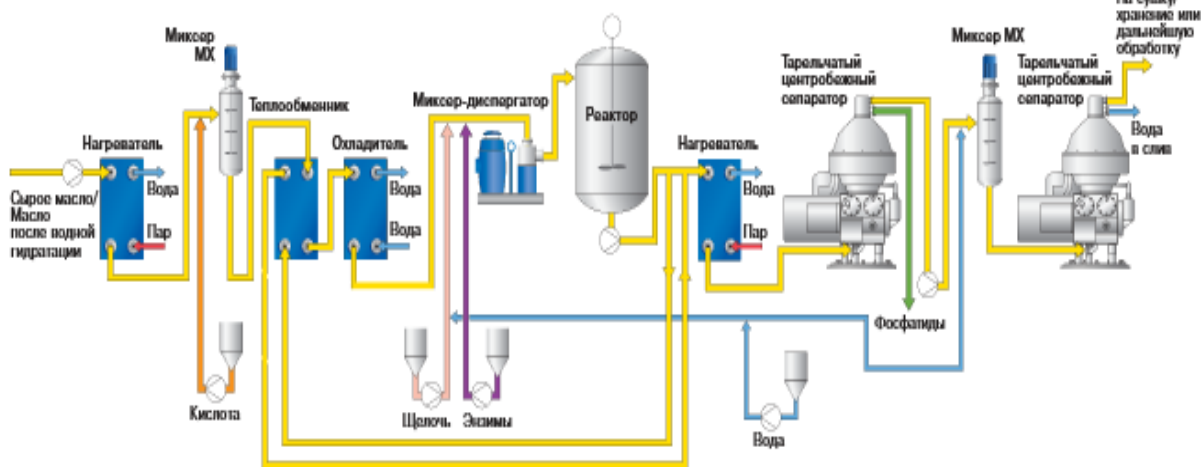 Миксер
МХ
Нагреватель
Вода
Пар
Сырое масло/
Масло
после водной
гидратации
Кислота
Теплообменник
Охладитель
Вода
Вода
Миксер-диспергатор
Щелочь
Энзимы
Реактор
Нагреватель
Вода
Пар
Тарельчатый
центробежный
сепаратор
Фосфатиды
Вода
Миксер МХ
Тарельчатый
центробежный
сепаратор
На сушку/
хранение или
дальнейшую
обработку
Вода
в слив